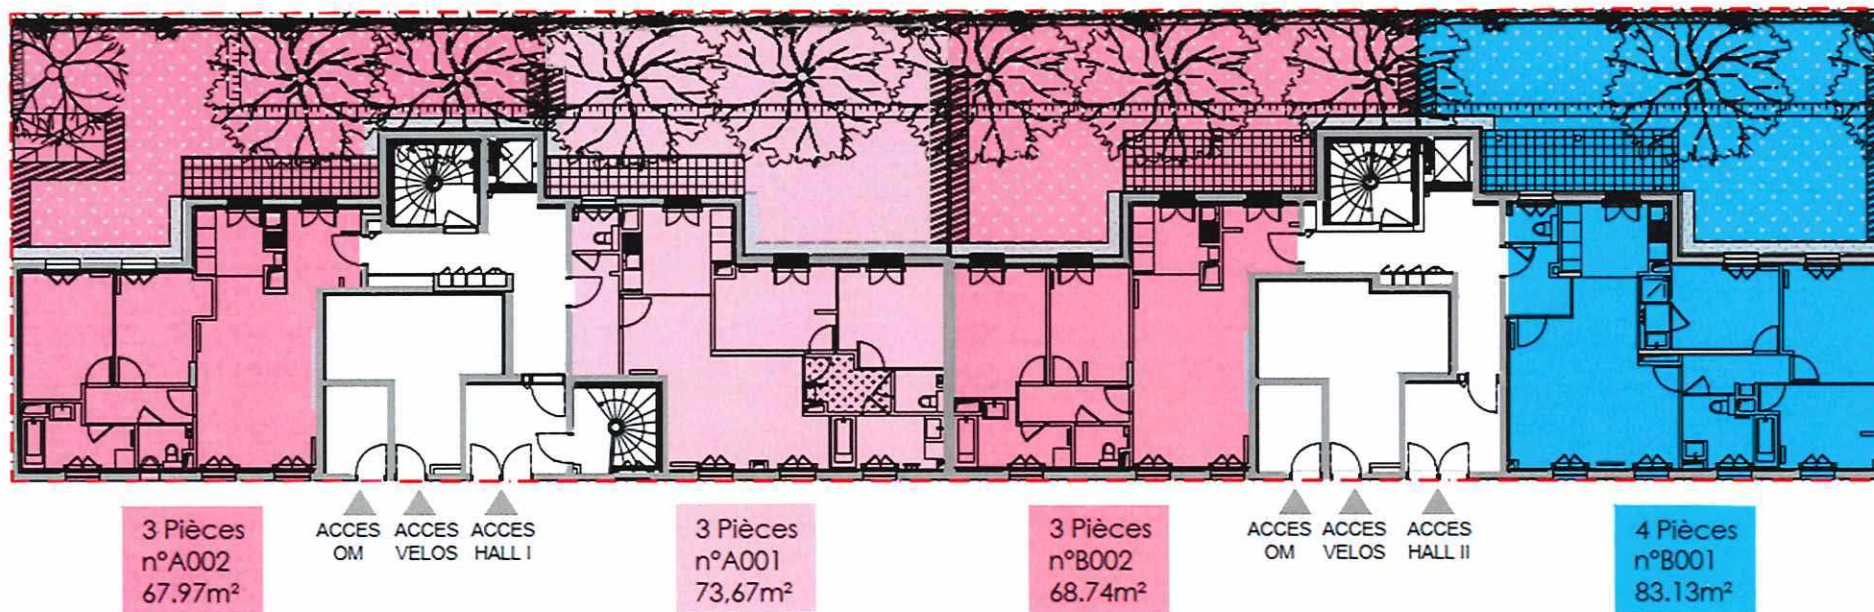 3 Pièces
n°A002
67.97m²
ACCES
OM
ACCES
VELOS
ACCES
HALL I
3 Pièces
n°A001
73,67m²
3 Pièces
n°B002
68.74m²
ACCES
OM
ACCES
VELOS
ACCES
HALL II
4 Pièces
n°B001
83.13m²